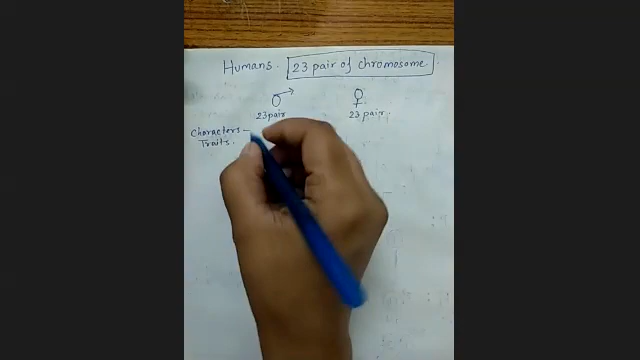 Humans. 23 pair of chromosome
23 pair 23 pair.
Characters -
Traits.